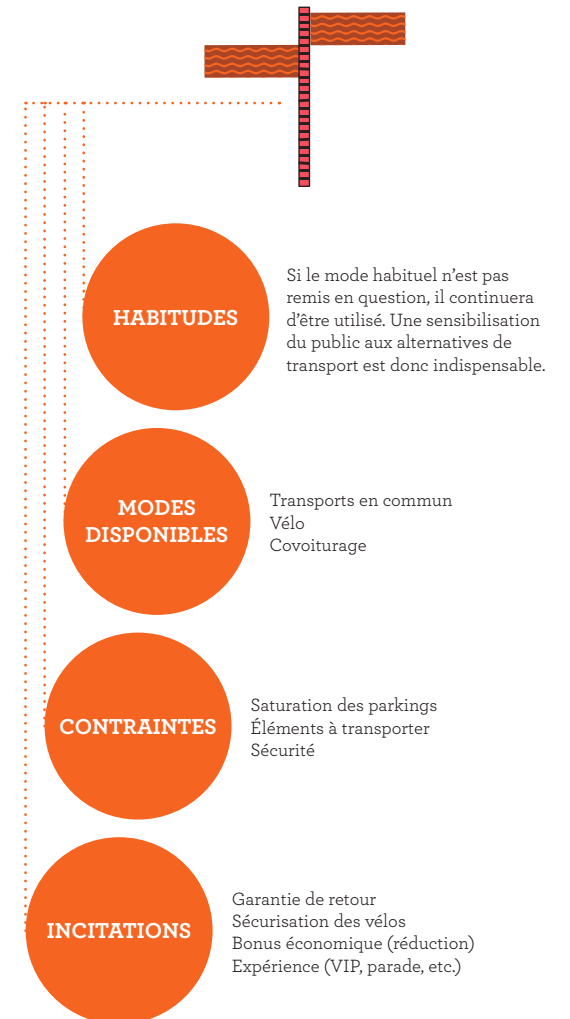 HABITUDES
Si le mode habituel n’est pas
remis en question, il continuera
d’être utilisé. Une sensibilisation
du public aux alternatives de
transport est donc indispensable.
MODES
DISPONIBLES
Transports en commun
Vélo
Covoiturage
CONTRAINTES
Saturation des parkings
Éléments à transporter
Sécurité
INCITATIONS
Garantie de retour
Sécurisation des vélos
Bonus économique (réduction)
Expérience (VIP, parade, etc.)